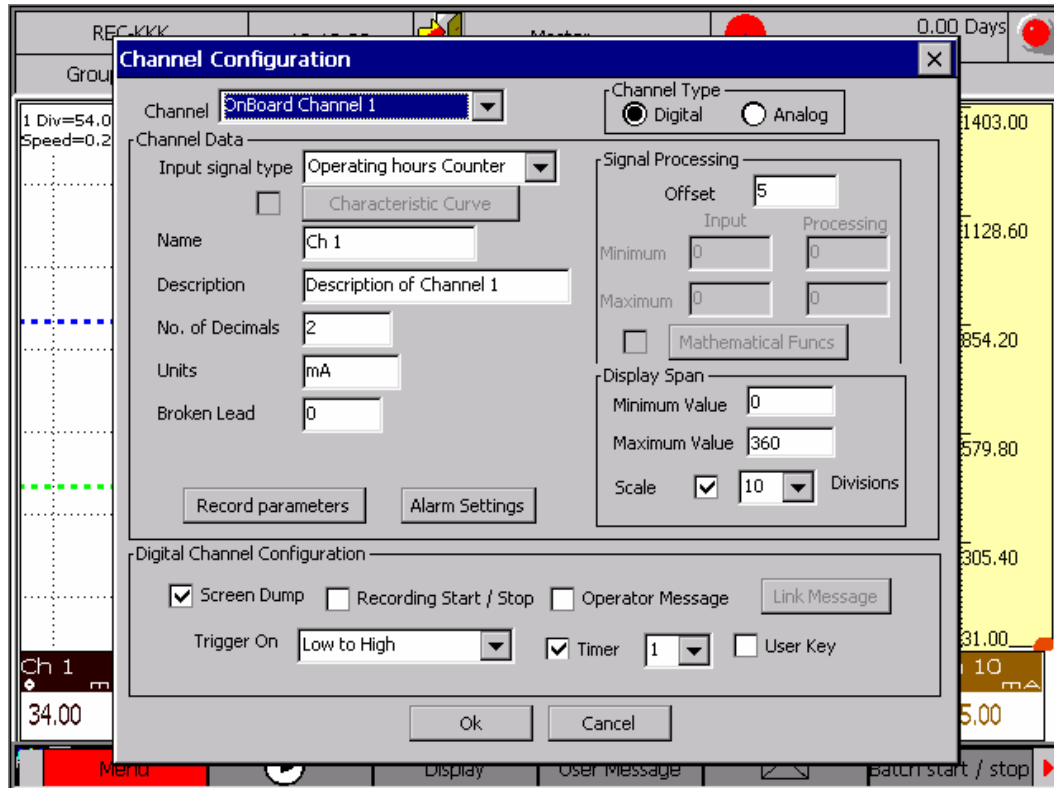 REC-KKK
Master
0.00 Days
Group
Channel Configuration
Channel OnBoard Channel 1
Channel Type
Digital Analog
1 Div=54.0
Speed=0.2
Channel Data
Input signal type Operating hours Counter
Characteristic Curve
Name Ch 1
Description Description of Channel 1
No. of Decimals 2
Units mA
Broken Lead 0
Record parameters Alarm Settings
Signal Processing
Offset 5
Input Processing
Minimum 0 0
Maximum 0 0
Mathematical Funcs
Display Span
Minimum Value 0
Maximum Value 360
Scale 10 Divisions
Digital Channel Configuration
Screen Dump Recording Start / Stop Operator Message Link Message
Trigger On Low to High Timer 1 User Key
Ok Cancel
1403.00
1128.60
854.20
579.80
305.40
31.00
Ch 1
34.00
10
mA
5.00
Menu Display User Message Batch start / stop